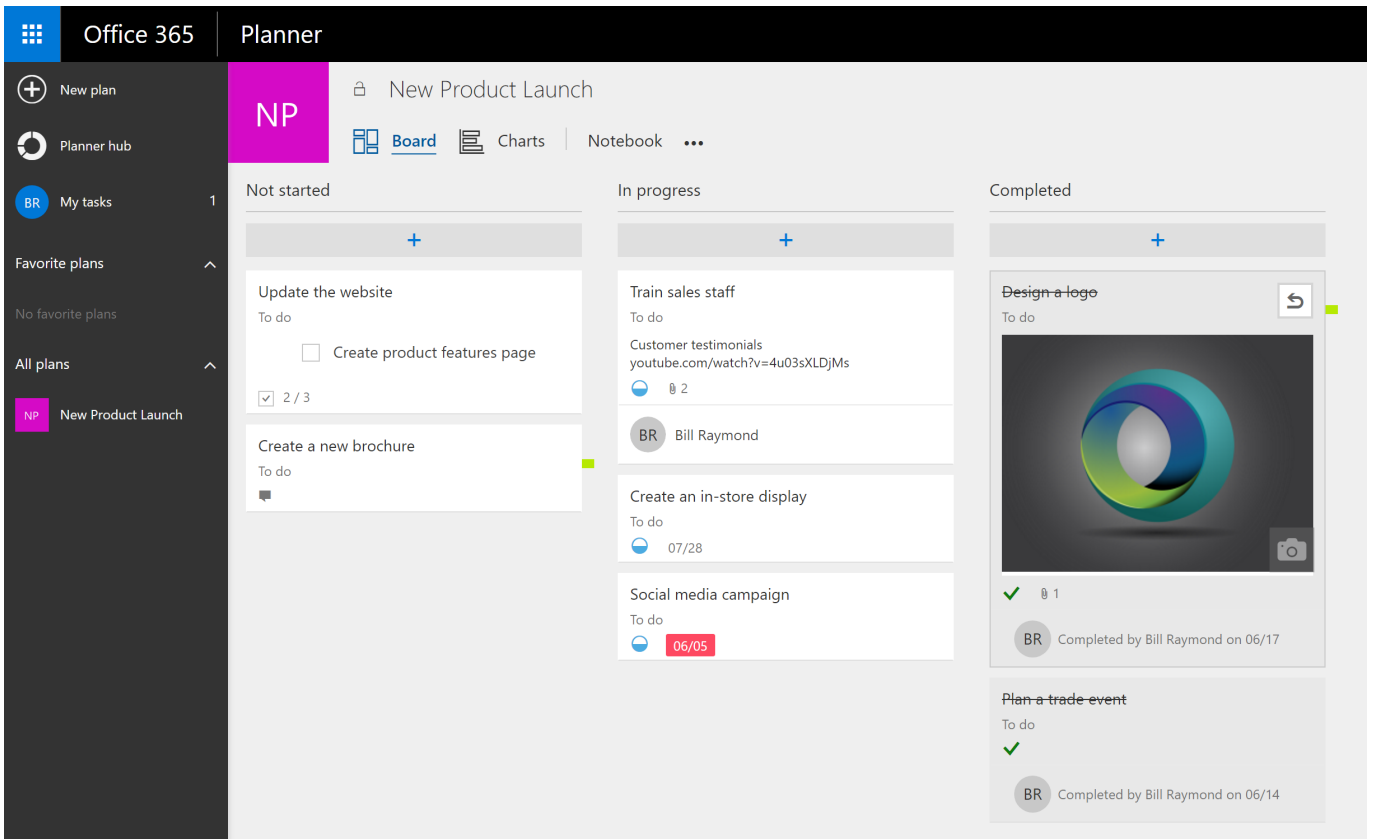 Office 365
Planner
New plan
Planner hub
BR My tasks 1
Favorite plans
No favorite plans
All plans
NP New Product Launch
NP
New Product Launch
Board Charts Notebook •••
Not started
+
Update the website
To do
Create product features page
2 / 3
Create a new brochure
To do
In progress
+
Train sales staff
To do
Customer testimonials
youtube.com/watch?v=4u03sXLDjMs
2
BR Bill Raymond
Create an in-store display
To do
07/28
Social media campaign
To do
06/05
Completed
+
Design a logo
To do
1
BR Completed by Bill Raymond on 06/17
Plan a trade event
To do
BR Completed by Bill Raymond on 06/14